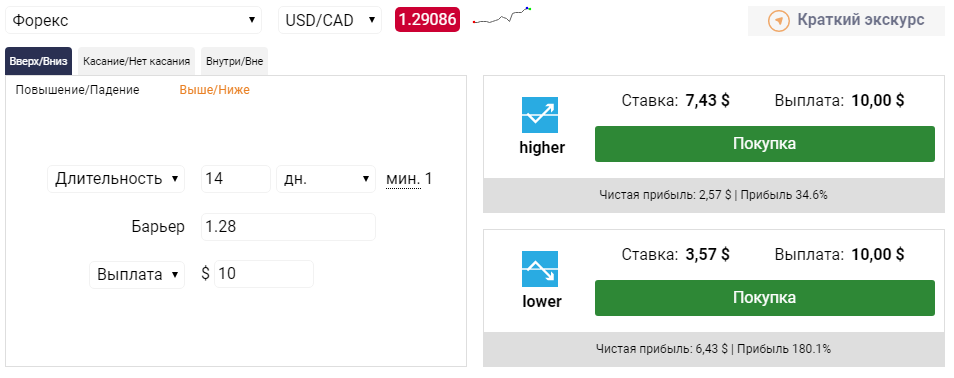 Форекс USD/CAD 1.29086 Краткий экскурс
Вверх/Вниз Касание/Нет касания Внутри/Вне
Повышение/Падение Выше/Ниже
Длительность 14 дн. мин. 1
Барьер 1.28
Выплата $ 10
Ставка: 7,43 $ Выплата: 10,00 $
higher
Покупка
Чистая прибыль: 2,57 $ | Прибыль 34.6%
Ставка: 3,57 $ Выплата: 10,00 $
lower
Покупка
Чистая прибыль: 6,43 $ | Прибыль 180.1%